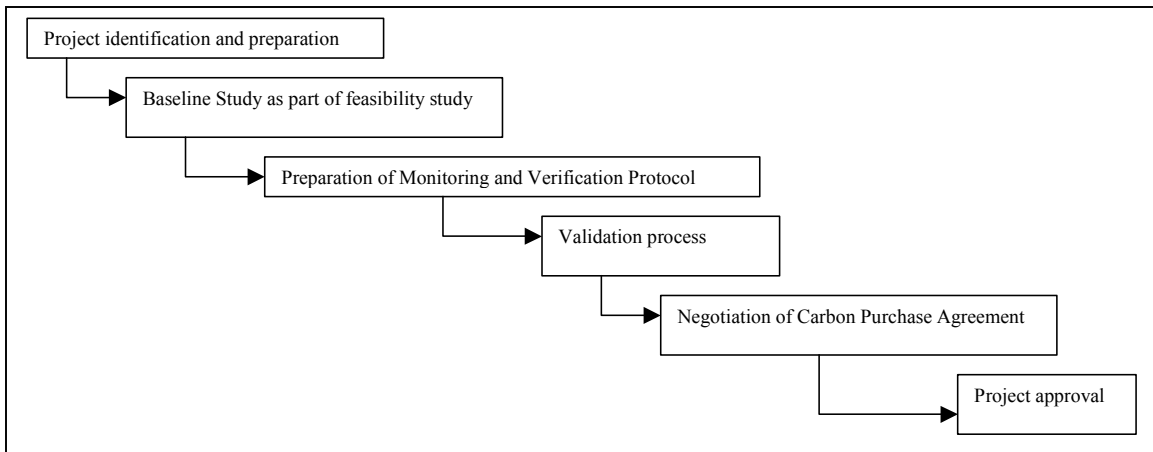 Project identification and preparation
Baseline Study as part of feasibility study
Preparation of Monitoring and Verification Protocol
Validation process
Negotiation of Carbon Purchase Agreement
Project approval